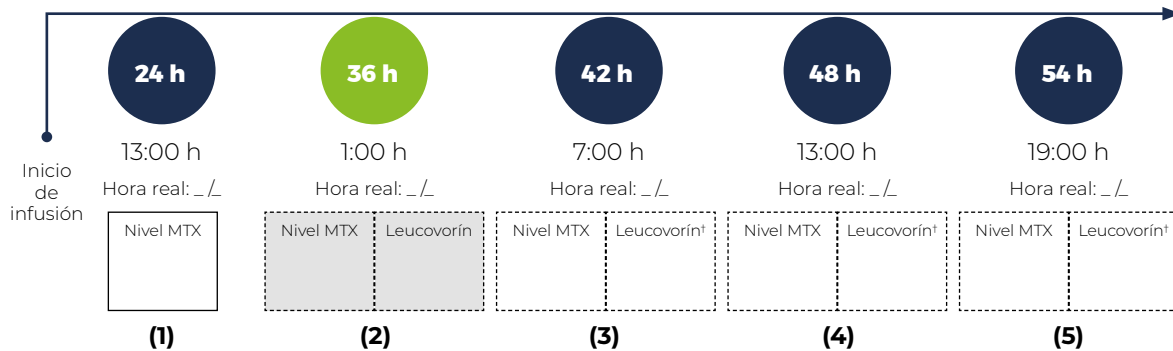 24 h
36 h
42 h
48 h
54 h
Inicio
de
infusión
13:00 h
1:00 h
7:00 h
13:00 h
19:00 h
Hora real: _ /_
Hora real: _ /_
Hora real: _ /_
Hora real: _ /_
Hora real: _ /_
Nivel MTX
Nivel MTX
Leucovorín
Nivel MTX
Leucovorín†
Nivel MTX
Leucovorín†
Nivel MTX
Leucovorín†
(1)
(2)
(3)
(4)
(5)